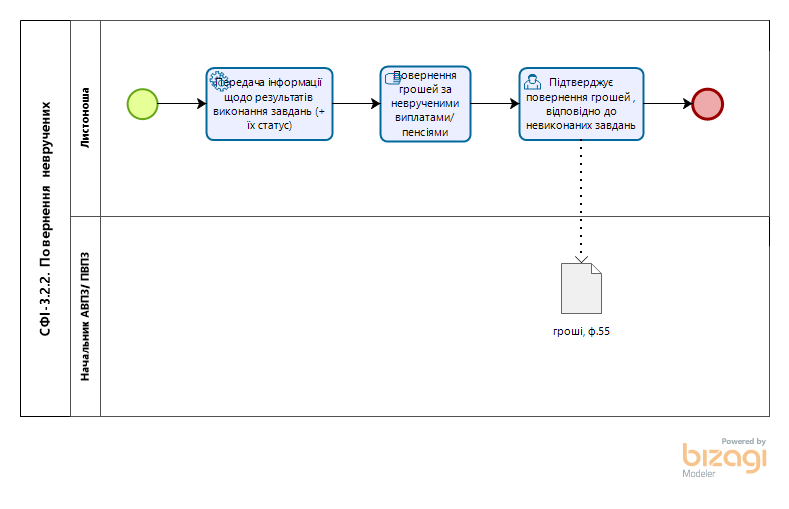 СФІ-3.2.2. Повернення невручених
Листоноша
Передача інформації
щодо результатів
виконання завдань (+
їх статус)
Повернення
грошей за
неврученими
виплатами/
пенсіями
Підтверджує
повернення грошей ,
відповідно до
невиконаних завдань
Начальник АВПЗ/ ПВПЗ
гроші, ф.55
Powered by
bizagi
Modeler